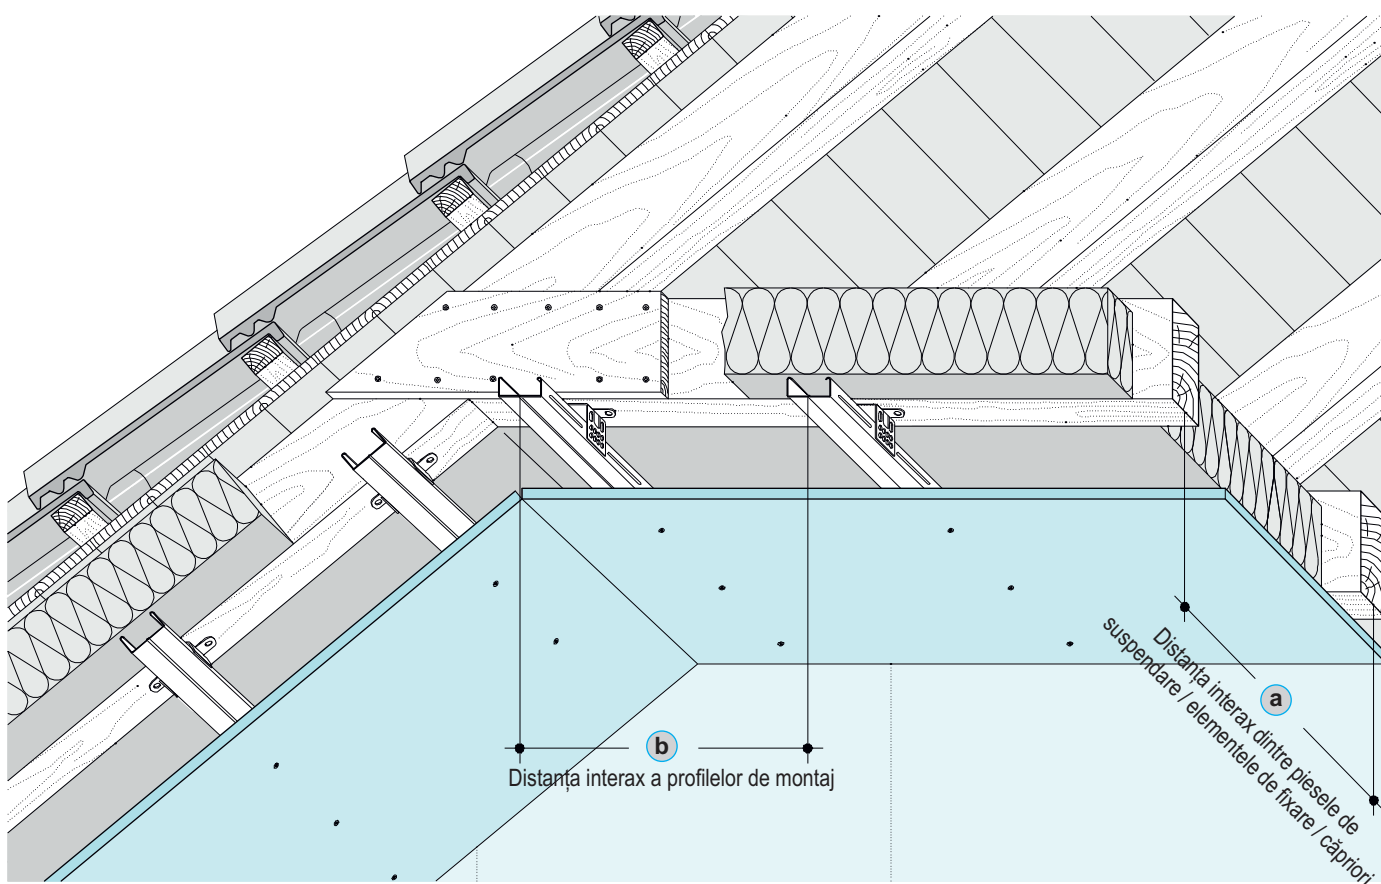 b
Distanța interax a profilelor de montaj
a
Distanța interax dintre piesele de
suspendare / elementele de fixare / căpriori